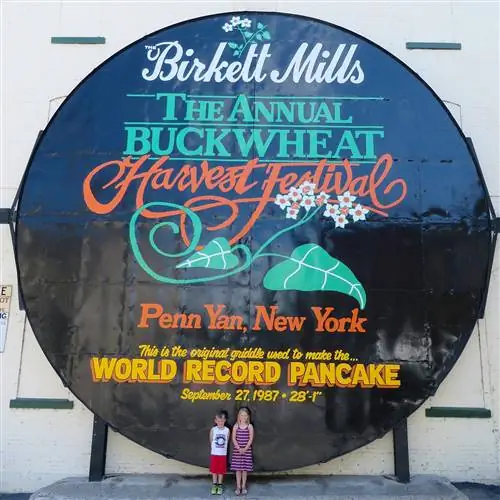 THE Birkett Mills
THE ANNUAL
BUCKWHEAT
Harvest Festival
Penn Yan, New York
This is the original griddle used to make the...
WORLD RECORD PANCAKE
September 27, 1987 • 28'-1"